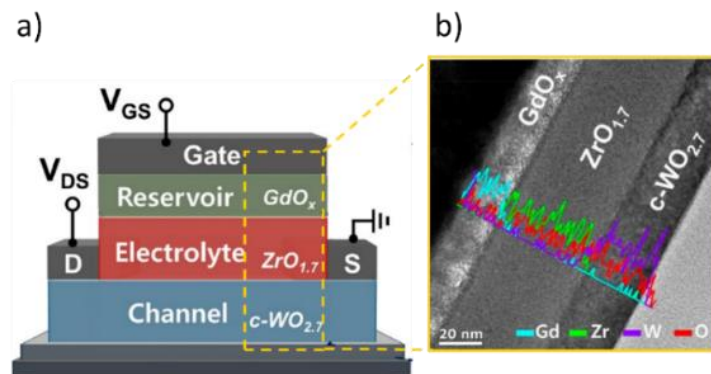 a)
b)
V_GS
V_DS
Gate
Reservoir GdO_x
D Electrolyte ZrO_1.7 S
Channel c-WO_2.7
GdO_x
ZrO_1.7
c-WO_2.7
20 nm Gd Zr W O